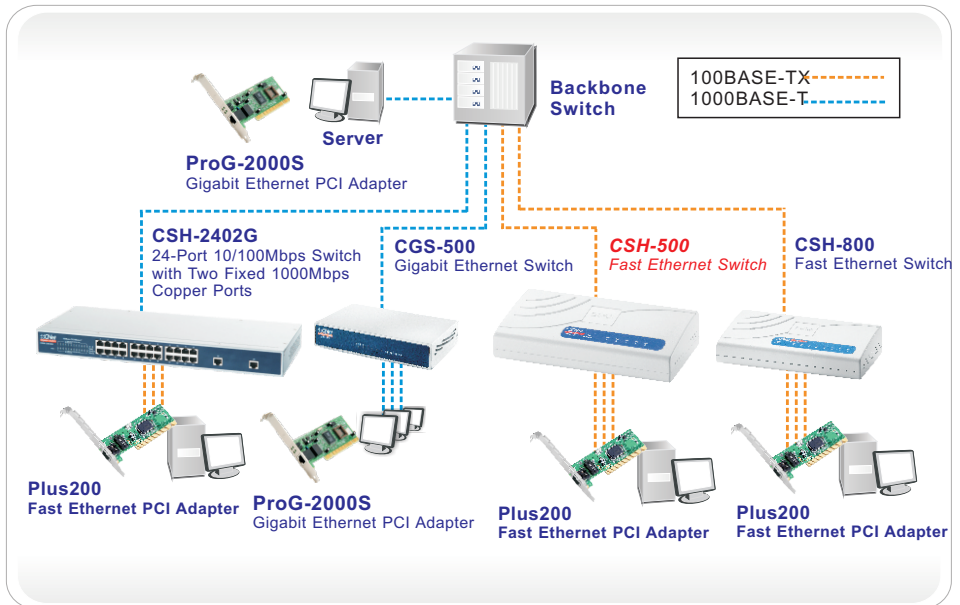 100BASE-TX
1000BASE-T
Backbone
Switch
Server
ProG-2000S
Gigabit Ethernet PCI Adapter
CSH-2402G
24-Port 10/100Mbps Switch
with Two Fixed 1000Mbps
Copper Ports
CGS-500
Gigabit Ethernet Switch
CSH-500
Fast Ethernet Switch
CSH-800
Fast Ethernet Switch
Plus200
Fast Ethernet PCI Adapter
ProG-2000S
Gigabit Ethernet PCI Adapter
Plus200
Fast Ethernet PCI Adapter
Plus200
Fast Ethernet PCI Adapter